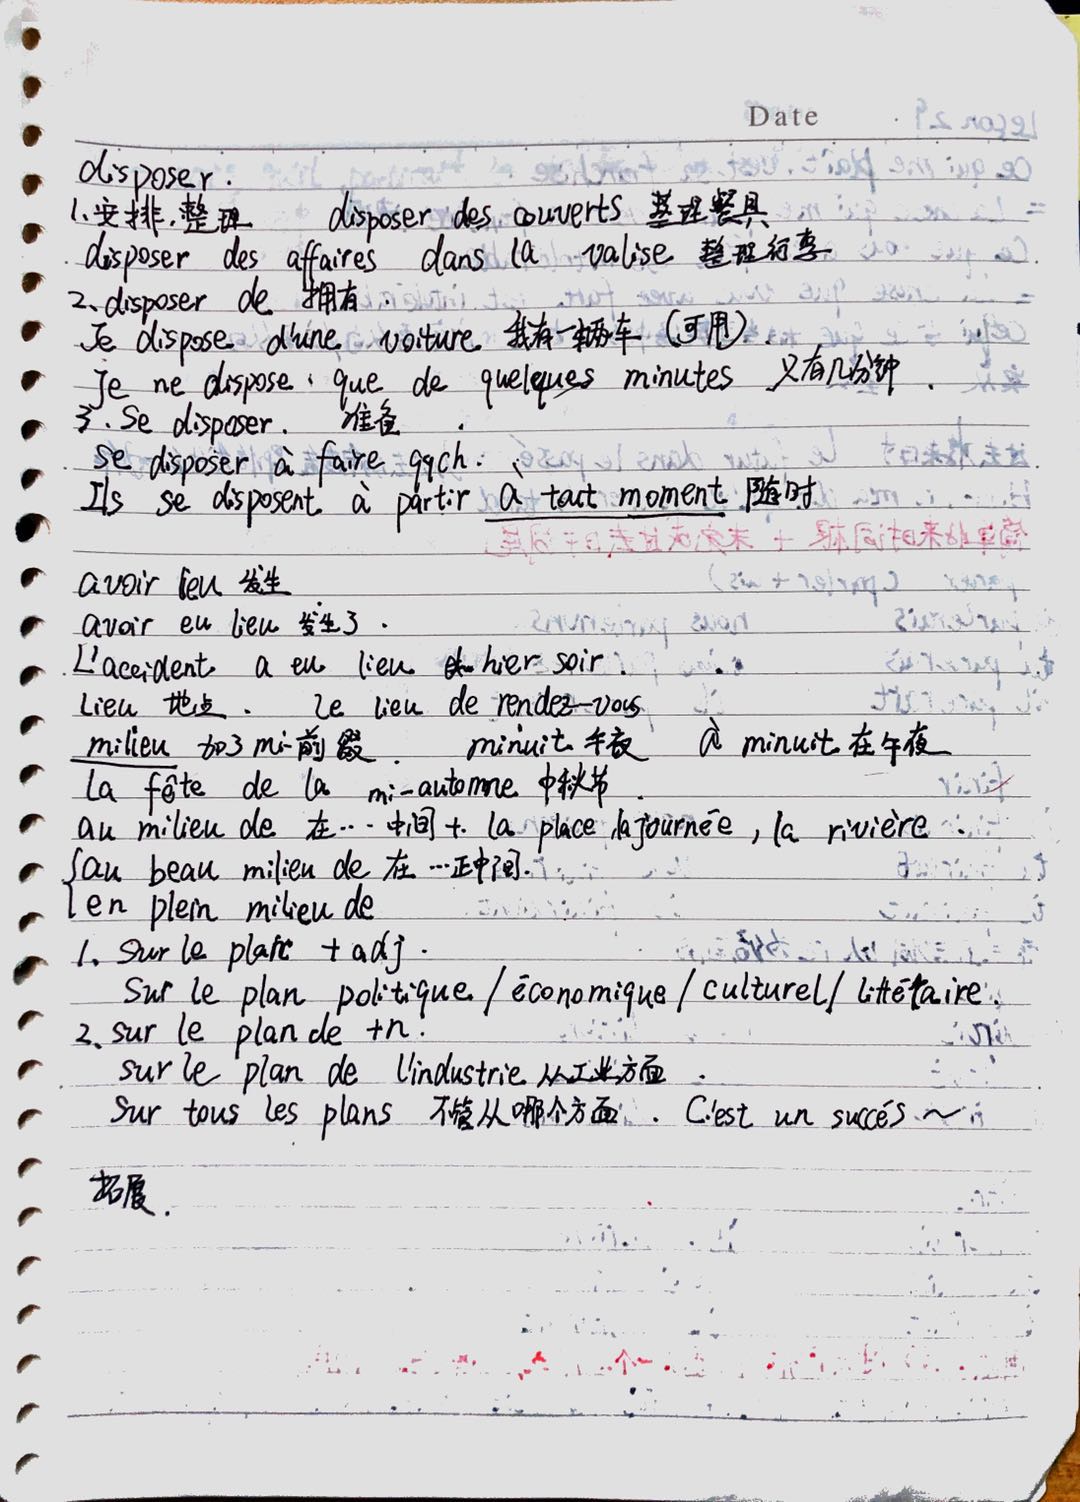 Date
disposer.
1、安排.整理 disposer des couverts 整理餐具
disposer des affaires dans la valise 整理行李
2、disposer de 拥有.
Je dispose d'une voiture 我有一辆车 (可用)
Je ne dispose que de quelques minutes 只有几分钟.
3. Se disposer. 准备.
se disposer à faire qqch.
Ils se disposent à partir à tout moment 随时
avoir lieu 发生
avoir eu lieu 发生了.
L'accident a eu lieu hier soir.
Lieu 地点. le lieu de rendez-vous
milieu 加了mi-前缀. minuit 午夜 à minuit 在午夜
La fête de la mi-automne 中秋节.
au milieu de 在…中间 + la place, la journée, la rivière.
au beau milieu de 在…正中间.
en plein milieu de
1. Sur le plan + adj.
Sur le plan politique/économique/culturel/littéraire.
2. sur le plan de +n.
sur le plan de l'industrie 从工业方面.
Sur tous les plans 不管从哪个方面. C'est un succés ~
拓展.